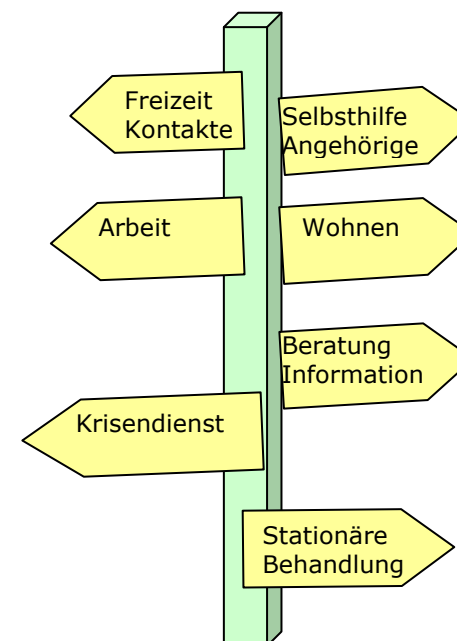 Freizeit
Kontakte
Selbsthilfe
Angehörige
Arbeit
Wohnen
Beratung
Information
Krisendienst
Stationäre
Behandlung